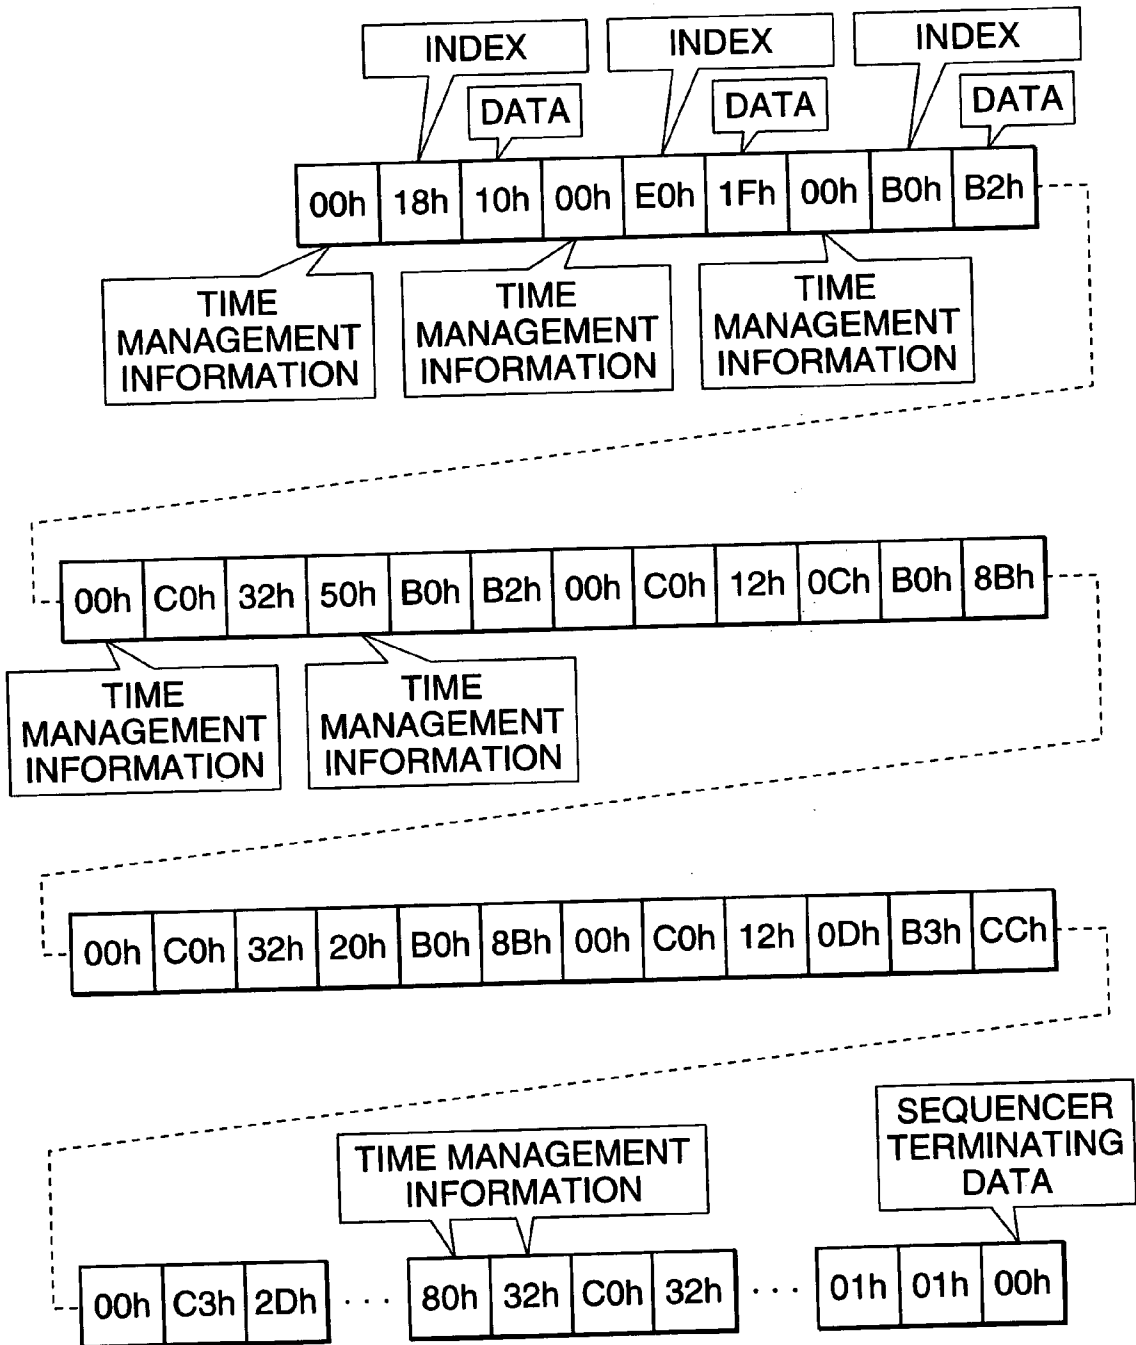 INDEX INDEX INDEX
DATA DATA DATA
00h 18h 10h 00h E0h 1Fh 00h B0h B2h
TIME TIME TIME
MANAGEMENT MANAGEMENT MANAGEMENT
INFORMATION INFORMATION INFORMATION
00h C0h 32h 50h B0h B2h 00h C0h 12h 0Ch B0h 8Bh
TIME TIME
MANAGEMENT MANAGEMENT
INFORMATION INFORMATION
00h C0h 32h 20h B0h 8Bh 00h C0h 12h 0Dh B3h CCh
SEQUENCER
TERMINATING
DATA
TIME MANAGEMENT
INFORMATION
00h C3h 2Dh ... 80h 32h C0h 32h ... 01h 01h 00h